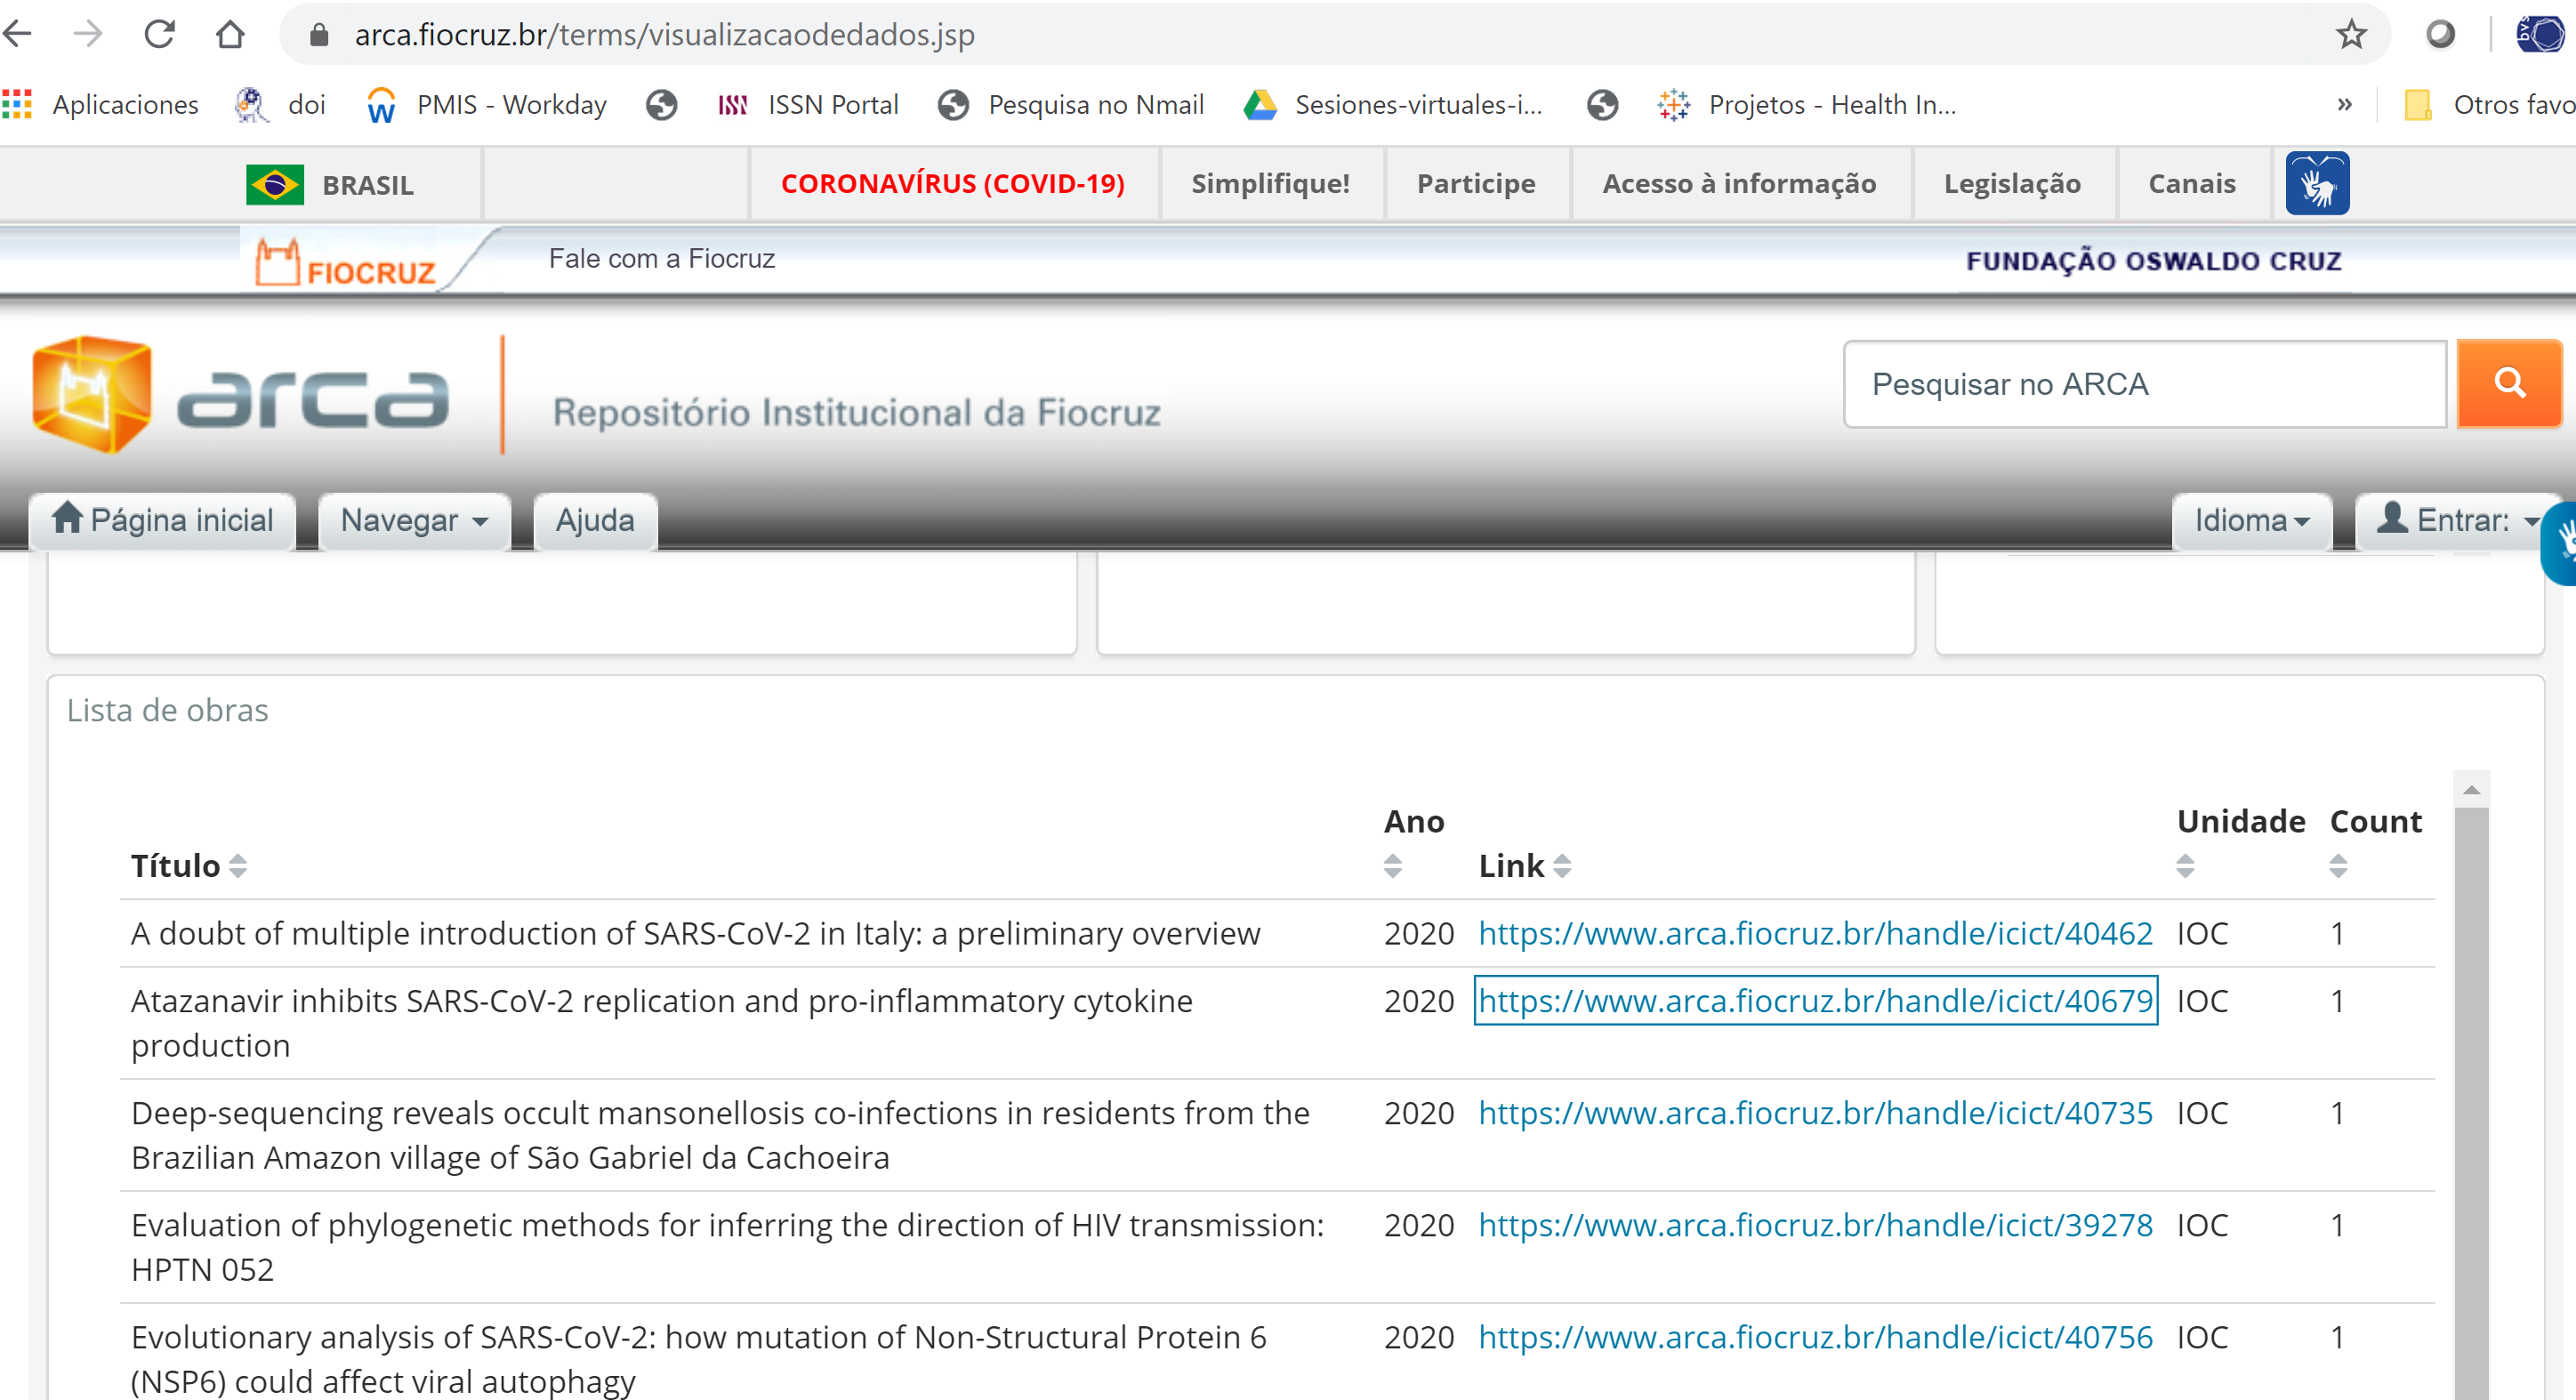 arca.fiocruz.br/terms/visualizacaodedados.jsp
Aplicaciones doi PMIS - Workday ISSN Portal Pesquisa no Nmail Sesiones-virtuales-i... Projetos - Health In... » Otros favo
BRASIL CORONAVÍRUS (COVID-19) Simplifique! Participe Acesso à informação Legislação Canais
FIOCRUZ Fale com a Fiocruz FUNDAÇÃO OSWALDO CRUZ
arca Repositório Institucional da Fiocruz Pesquisar no ARCA
Página inicial Navegar Ajuda Idioma Entrar:
Lista de obras
Título Ano Link Unidade Count
A doubt of multiple introduction of SARS-CoV-2 in Italy: a preliminary overview 2020 https://www.arca.fiocruz.br/handle/icict/40462 IOC 1
Atazanavir inhibits SARS-CoV-2 replication and pro-inflammatory cytokine 2020 https://www.arca.fiocruz.br/handle/icict/40679 IOC 1
production
Deep-sequencing reveals occult mansonellosis co-infections in residents from the 2020 https://www.arca.fiocruz.br/handle/icict/40735 IOC 1
Brazilian Amazon village of São Gabriel da Cachoeira
Evaluation of phylogenetic methods for inferring the direction of HIV transmission: 2020 https://www.arca.fiocruz.br/handle/icict/39278 IOC 1
HPTN 052
Evolutionary analysis of SARS-CoV-2: how mutation of Non-Structural Protein 6 2020 https://www.arca.fiocruz.br/handle/icict/40756 IOC 1
(NSP6) could affect viral autophagy